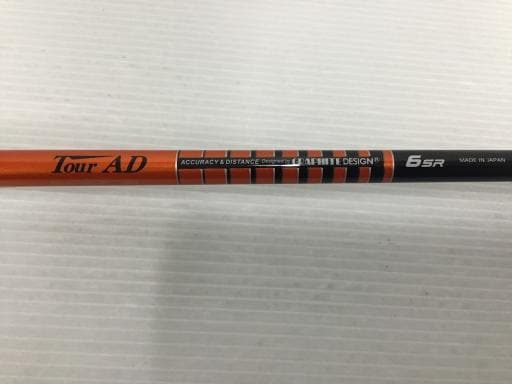 Tour AD ACCURACY & DISTANCE Designed by GRAPHITE DESIGN® 6SR MADE IN JAPAN